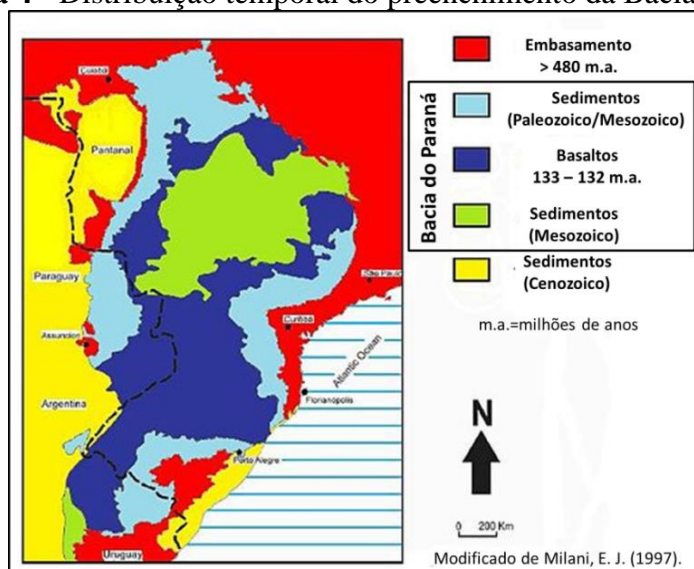 Distribuição temporal do preenchimento da Bacia
Cuiabá
Pantanal
Paraguay
Assuncion
Argentina
São Paulo
Curitiba
Atlantic Ocean
Florianopolis
Porto Alegre
Uruguay
Embasamento
> 480 m.a.
Bacia do Paraná
Sedimentos
(Paleozoico/Mesozoico)
Basaltos
133 – 132 m.a.
Sedimentos
(Mesozoico)
Sedimentos
(Cenozoico)
m.a.=milhões de anos
N
0 200 Km
Modificado de Milani, E. J. (1997).